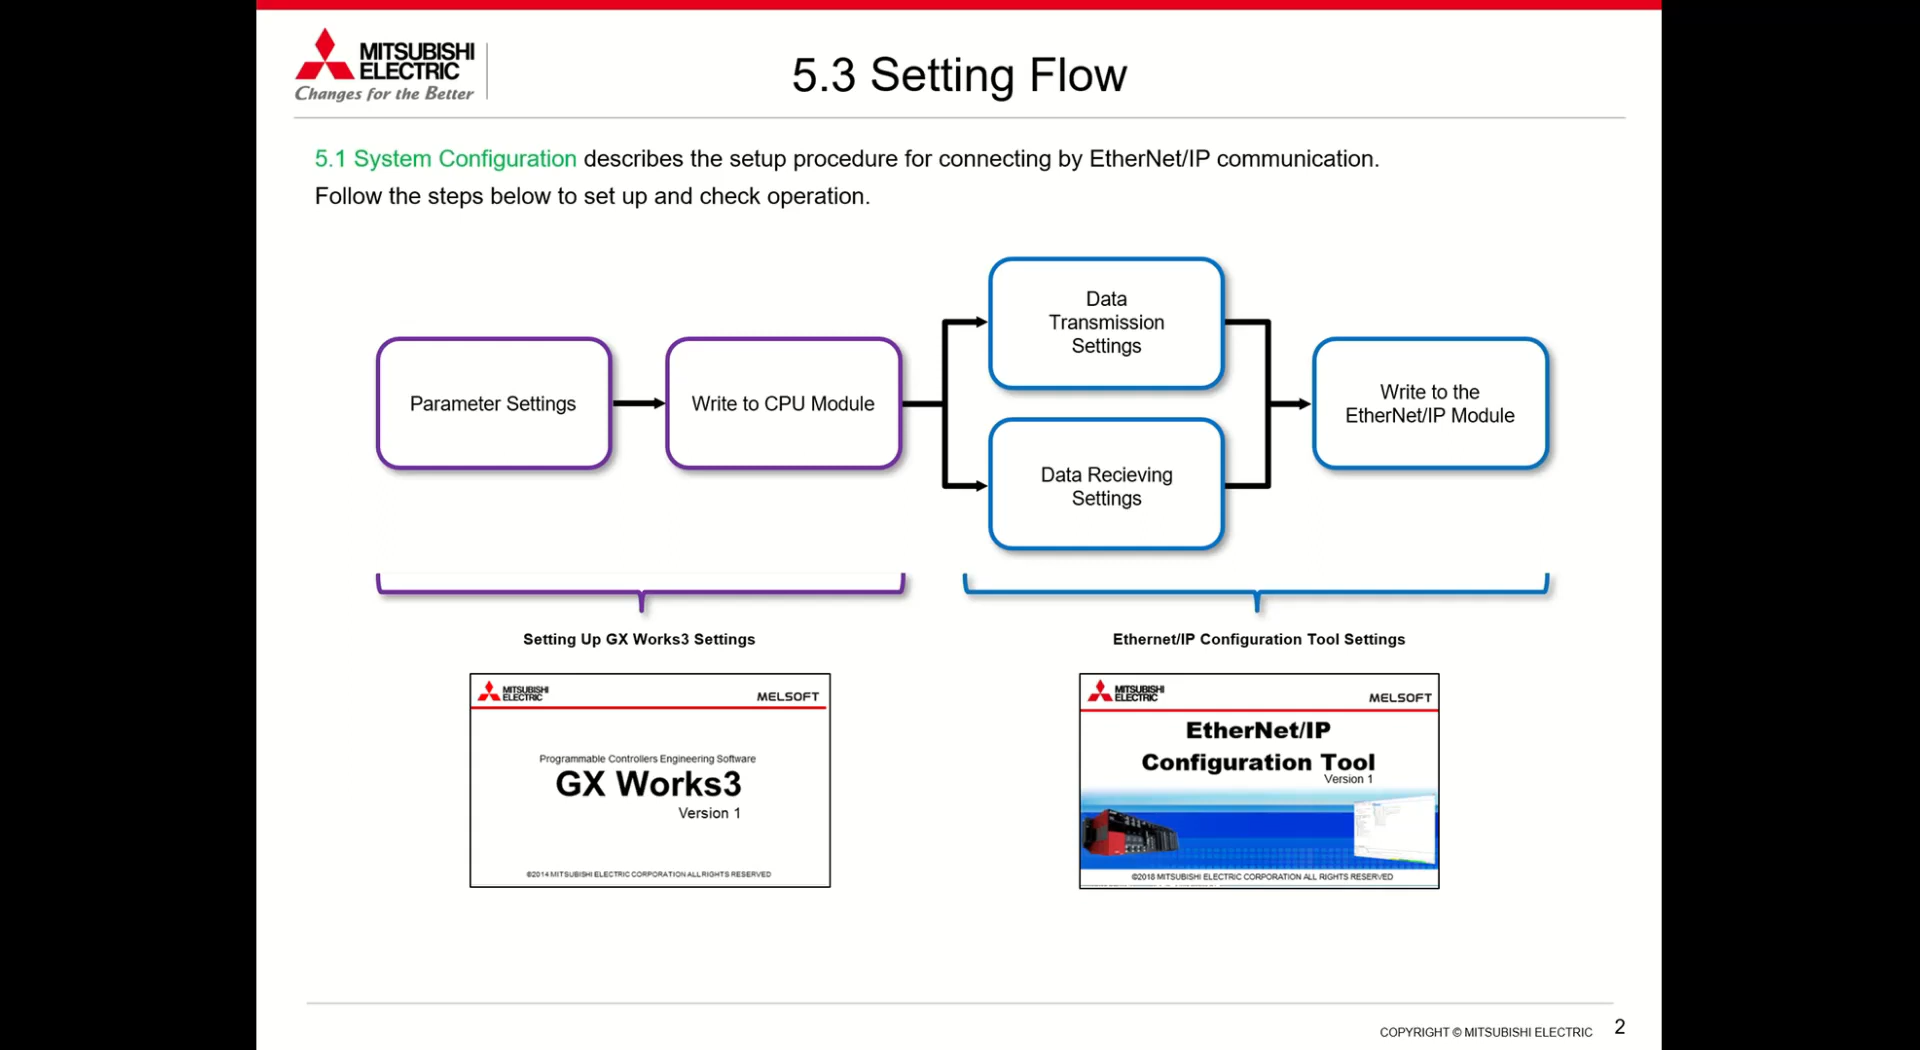 MITSUBISHI
ELECTRIC
Changes for the Better
5.3 Setting Flow
5.1 System Configuration describes the setup procedure for connecting by EtherNet/IP communication.
Follow the steps below to set up and check operation.
Parameter Settings
Write to CPU Module
Data
Transmission
Settings
Data Recieving
Settings
Write to the
EtherNet/IP Module
Setting Up GX Works3 Settings
Ethernet/IP Configuration Tool Settings
MITSUBISHI
ELECTRIC
MELSOFT
Programmable Controllers Engineering Software
GX Works3
Version 1
©2014 MITSUBISHI ELECTRIC CORPORATION ALL RIGHTS RESERVED
MITSUBISHI
ELECTRIC
MELSOFT
EtherNet/IP
Configuration Tool
Version 1
©2018 MITSUBISHI ELECTRIC CORPORATION ALL RIGHTS RESERVED
COPYRIGHT © MITSUBISHI ELECTRIC
2